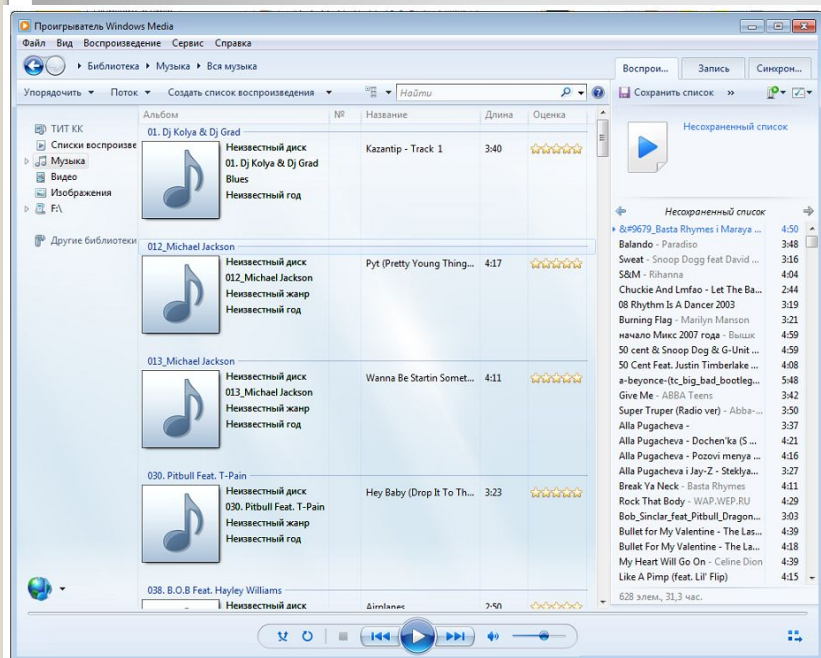 Проигрыватель Windows Media
Файл Вид Воспроизведение Сервис Справка
Библиотека Музыка Вся музыка
Воспрои... Запись Синхрон...
Упорядочить Поток Создать список воспроизведения Найти
Сохранить список »
ТИТ КК
Списки воспроизве
Музыка
Видео
Изображения
F:\
Другие библиотеки
Альбом № Название Длина Оценка
01. Dj Kolya & Dj Grad
Неизвестный диск Kazantip - Track 1 3:40
01. Dj Kolya & Dj Grad
Blues
Неизвестный год
012_Michael Jackson
Неизвестный диск Pyt (Pretty Young Thing... 4:17
012_Michael Jackson
Неизвестный жанр
Неизвестный год
013_Michael Jackson
Неизвестный диск Wanna Be Startin Somet... 4:11
013_Michael Jackson
Неизвестный жанр
Неизвестный год
030. Pitbull Feat. T-Pain
Неизвестный диск Hey Baby (Drop It To Th... 3:23
030. Pitbull Feat. T-Pain
Неизвестный жанр
Неизвестный год
038. B.O.B Feat. Hayley Williams
Неизвестный диск Airplanes 2:50
Несохраненный список
Несохраненный список
&#9679_Basta Rhymes i Maraya ... 4:50
Balando - Paradiso 3:48
Sweat - Snoop Dogg feat David ... 3:16
S&M - Rihanna 4:04
Chuckie And Lmfao - Let The Ba... 2:44
08 Rhythm Is A Dancer 2003 3:19
Burning Flag - Marilyn Manson 3:21
начало Микс 2007 года - Вышк 4:59
50 cent & Snoop Dog & G-Unit ... 4:59
50 Cent Feat. Justin Timberlake ... 4:08
a-beyonce-(tc_big_bad_bootleg... 5:48
Give Me - ABBA Teens 3:42
Super Truper (Radio ver) - Abba-... 3:50
Alla Pugacheva - 3:37
Alla Pugacheva - Dochen'ka (S ... 4:21
Alla Pugacheva - Pozovi menya ... 4:16
Alla Pugacheva i Jay-Z - Steklya... 3:27
Break Ya Neck - Basta Rhymes 4:11
Rock That Body - WAP.WEP.RU 4:29
Bob_Sinclar_feat_Pitbull_Dragon... 3:03
Bullet for My Valentine - The Las... 4:39
Bullet For My Valentine - The La... 4:18
My Heart Will Go On - Celine Dion 4:39
Like A Pimp (feat. Lil' Flip) 4:15
628 элем., 31,3 час.